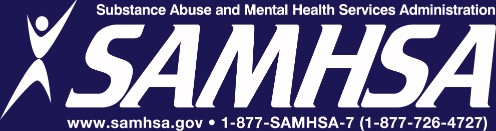 Substance Abuse and Mental Health Services Administration
SAMHSA
www.samhsa.gov • 1-877-SAMHSA-7 (1-877-726-4727)